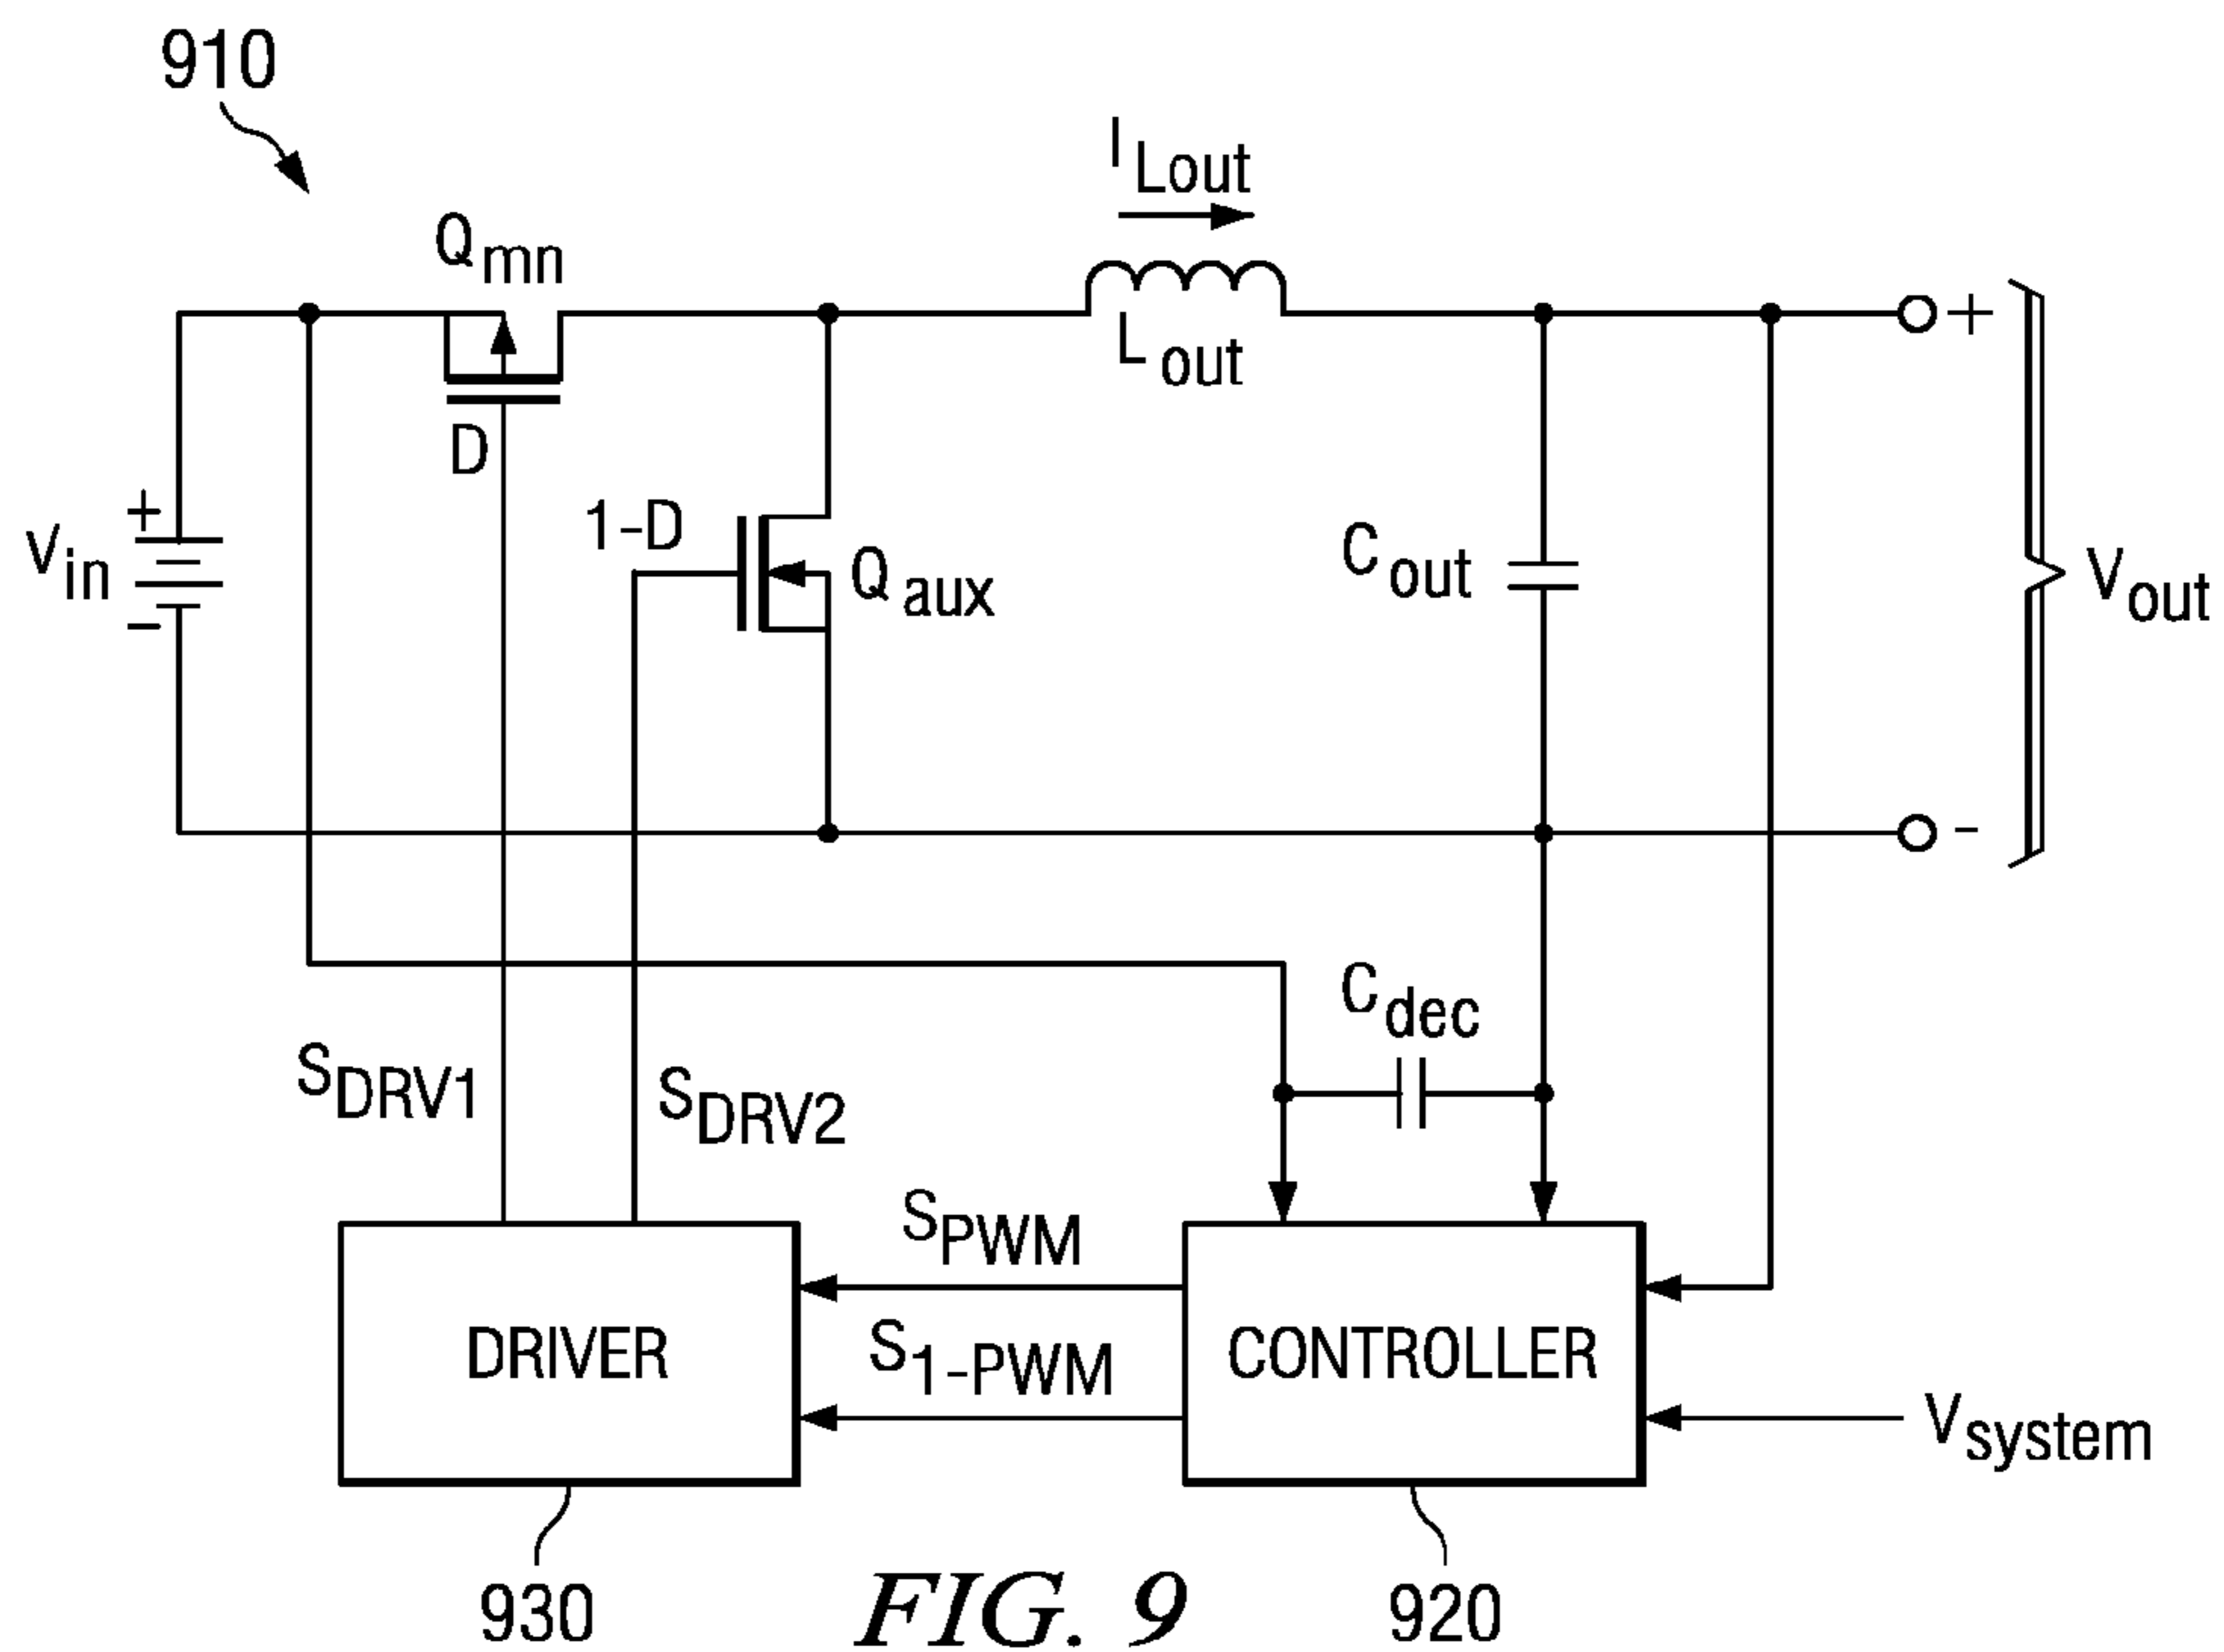 910
I Lout
Qmn
+
Lout
D
1-D
+
Vin
Qaux
Cout
Vout
-
-
Cdec
SDRV1
SDRV2
SPWM
S1-PWM
DRIVER
CONTROLLER
Vsystem
930
FIG. 9
920